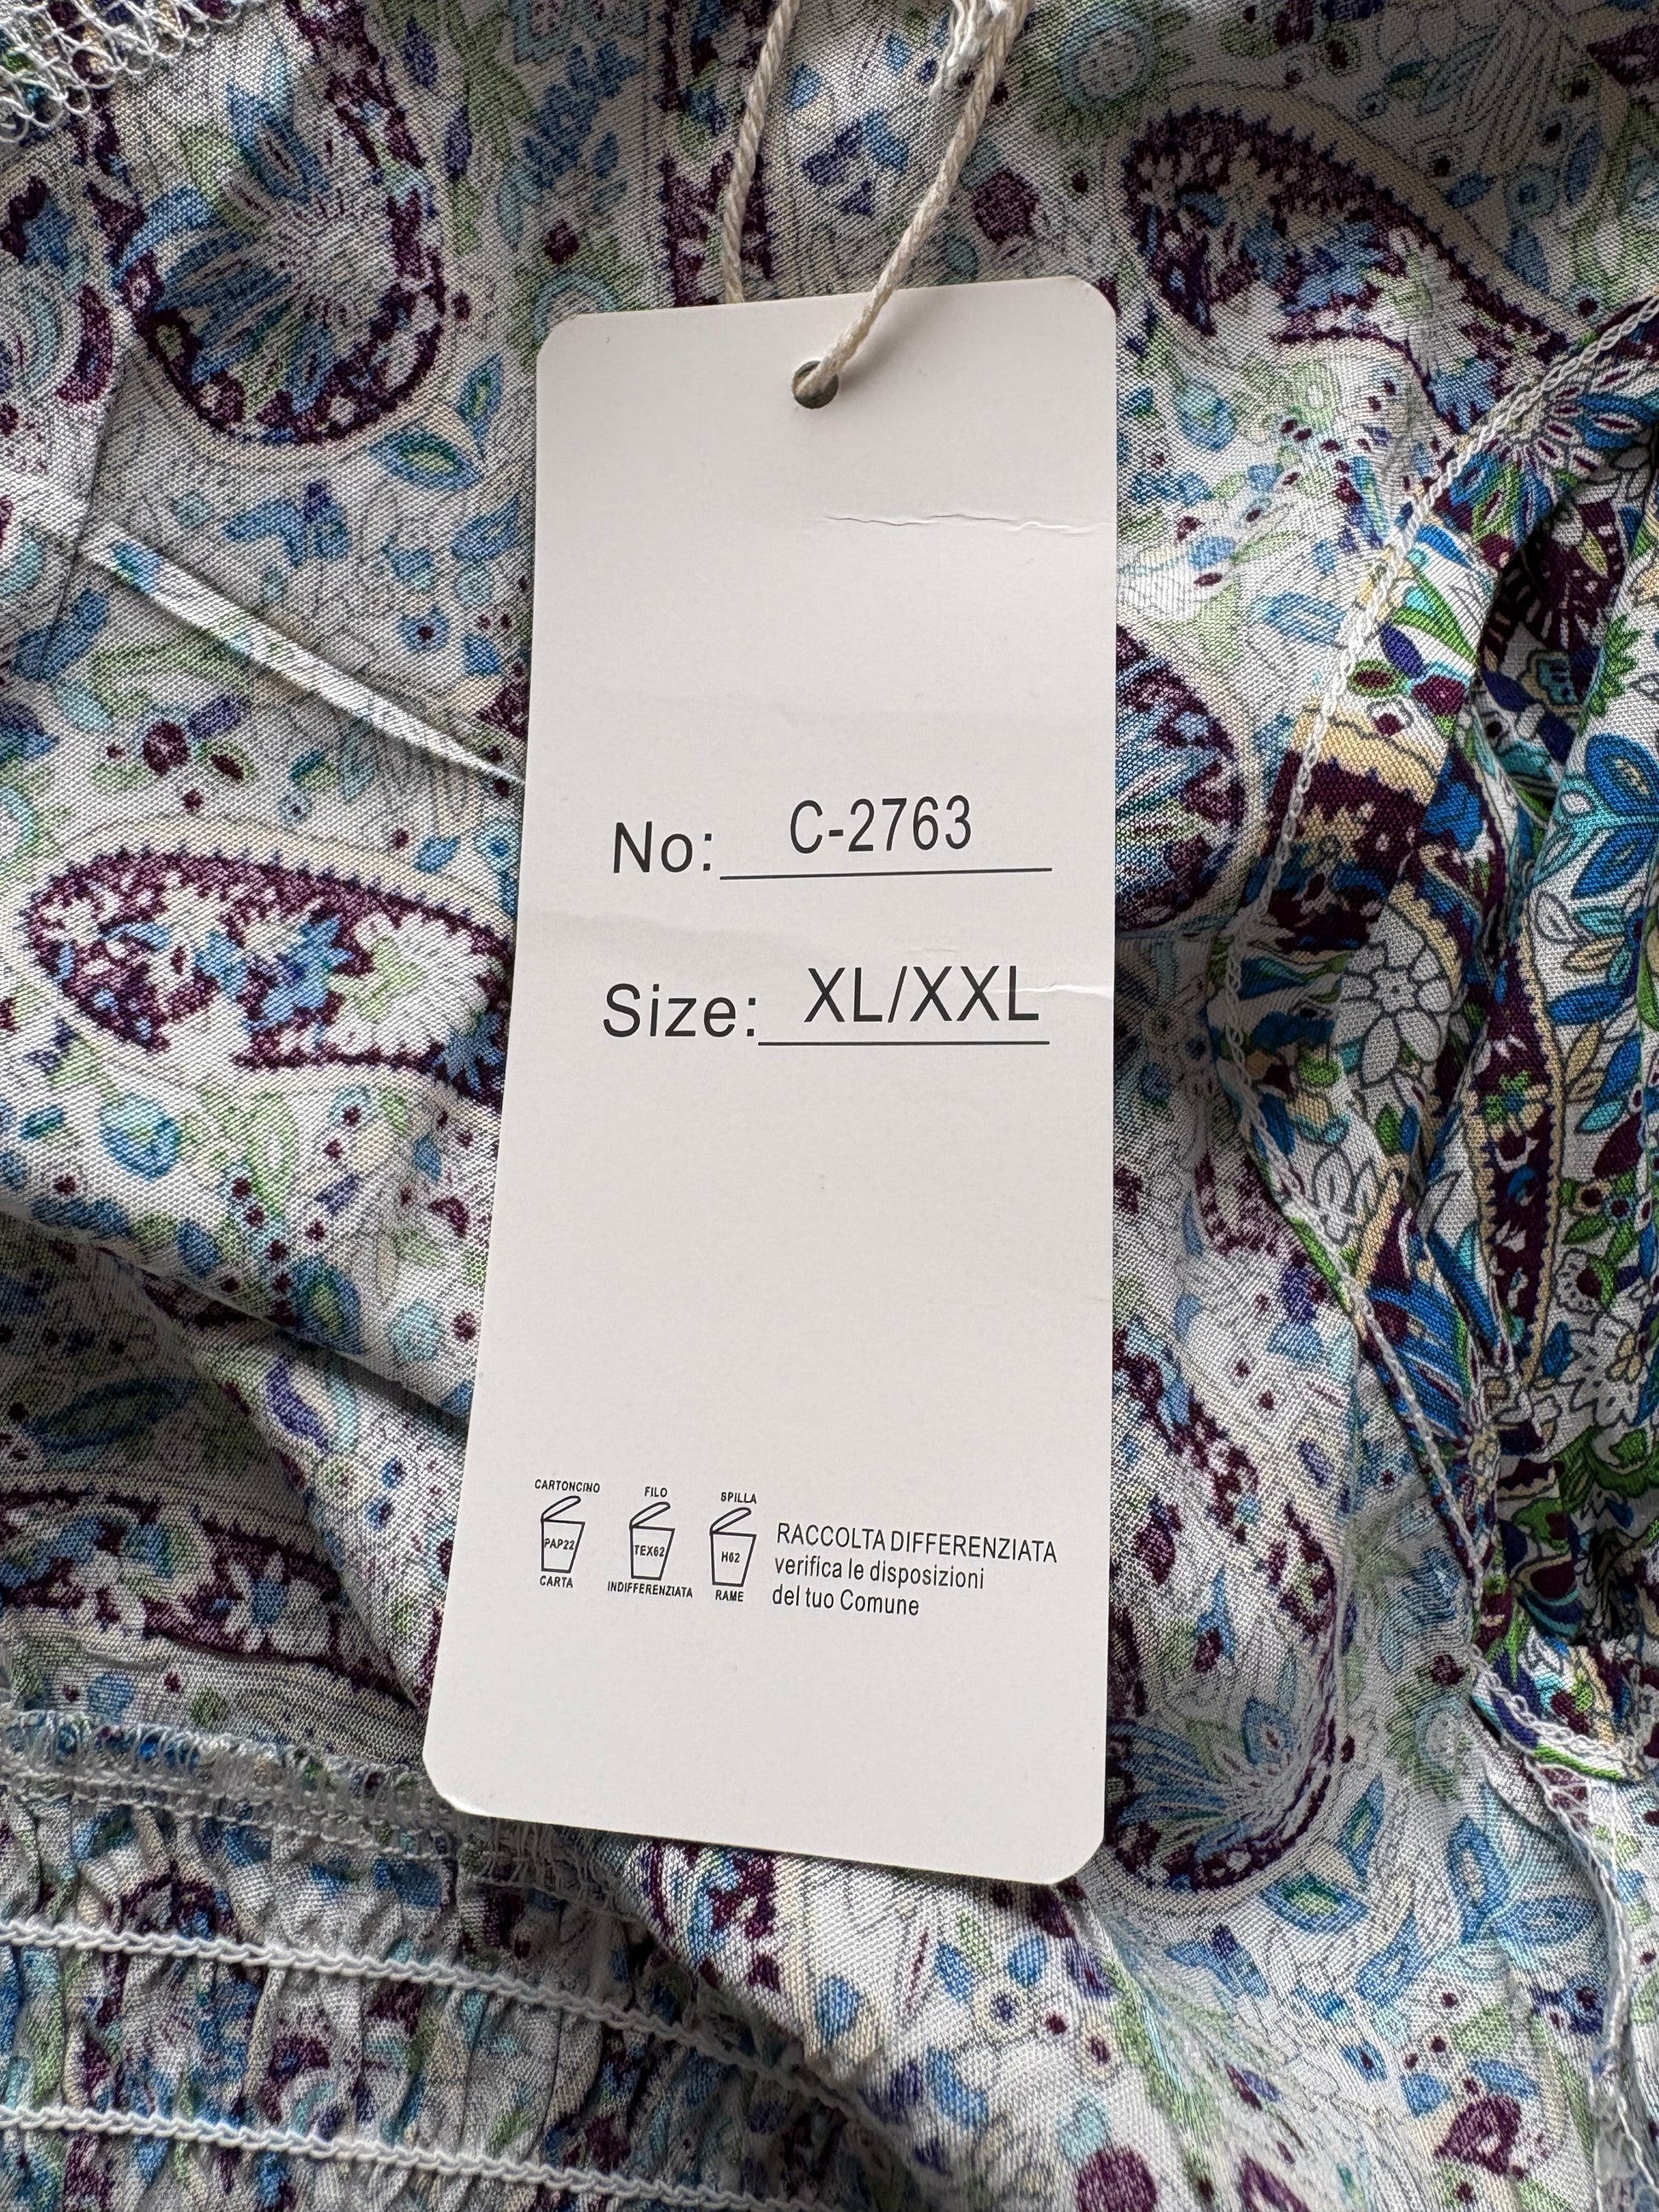 No: C-2763
Size: XL/XXL
CARTONCINO FILO SPILLA
PAP22 TEX62 H62
CARTA INDIFFERENZIATA RAME
RACCOLTA DIFFERENZIATA
verifica le disposizioni
del tuo Comune